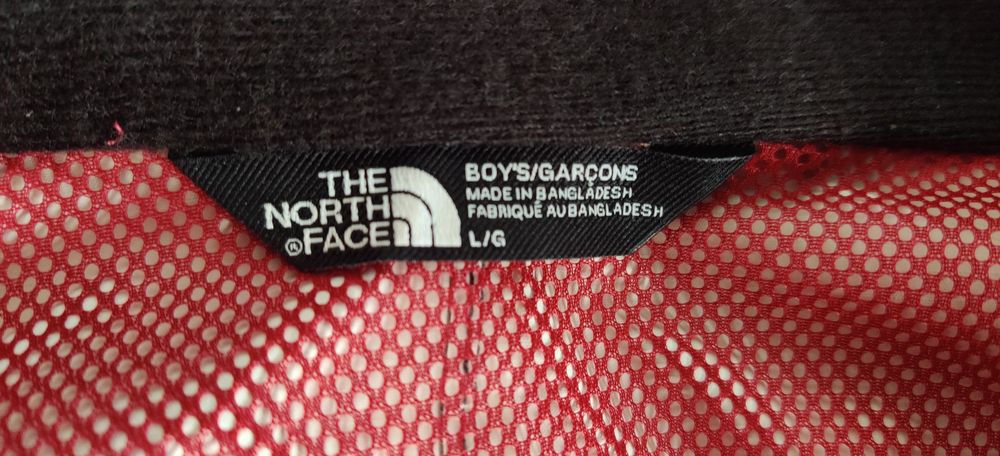 THE
NORTH
® FACE
BOY'S/GARÇONS
MADE IN BANGLADESH
FABRIQUÉ AU BANGLADESH
L/G